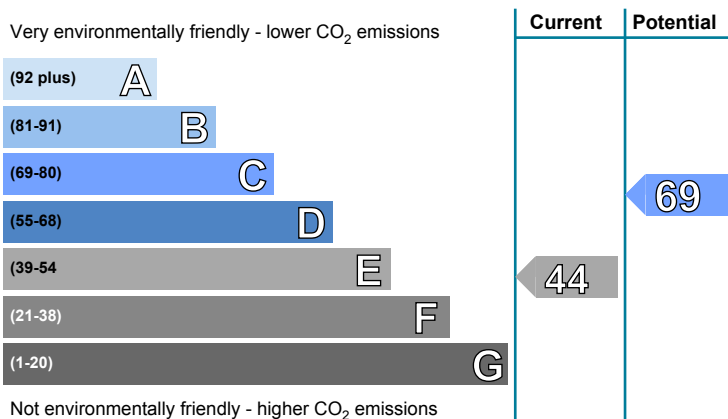 Very environmentally friendly - lower CO2 emissions
Current
Potential
(92 plus) A
(81-91) B
(69-80) C
(55-68) D
(39-54 E
(21-38) F
(1-20) G
69
44
Not environmentally friendly - higher CO2 emissions